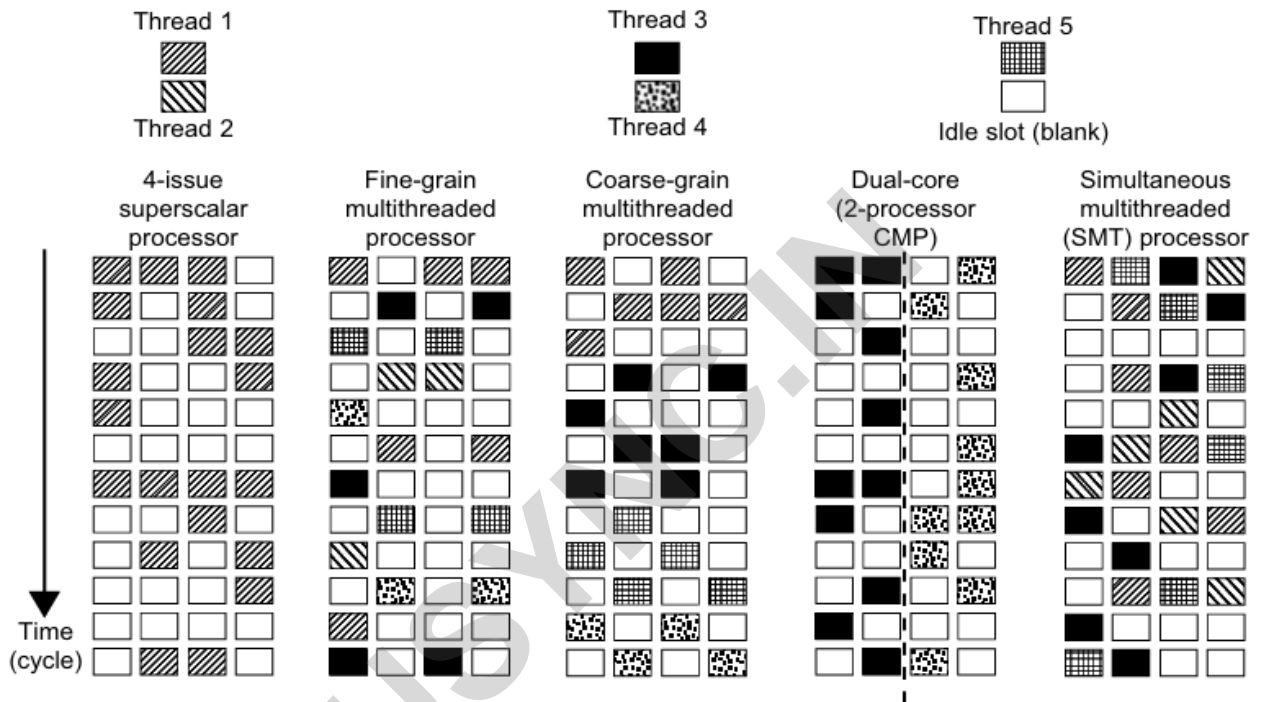 Thread 1
Thread 3
Thread 5
Thread 2
Thread 4
Idle slot (blank)
4-issue
superscalar
processor
Fine-grain
multithreaded
processor
Coarse-grain
multithreaded
processor
Dual-core
(2-processor
CMP)
Simultaneous
multithreaded
(SMT) processor
Time
(cycle)